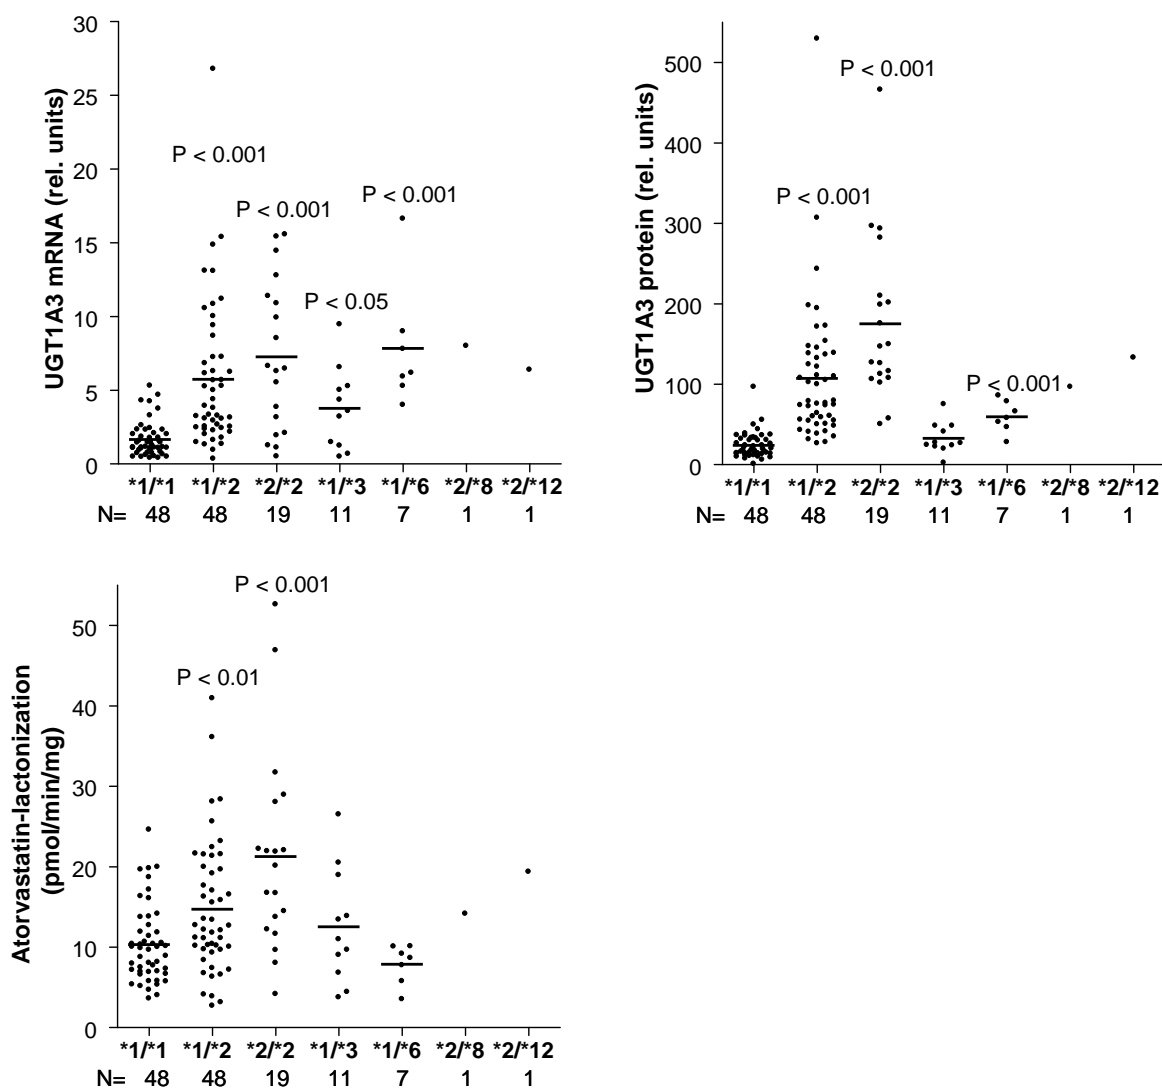 UGT1A3 mRNA (rel. units)
30
25
20
15
10
5
0
P < 0.001
P < 0.001
P < 0.05
P < 0.001
*1/*1 *1/*2 *2/*2 *1/*3 *1/*6 *2/*8 *2/*12
N= 48 48 19 11 7 1 1
UGT1A3 protein (rel. units)
500
400
300
200
100
0
P < 0.001
P < 0.001
P < 0.001
*1/*1 *1/*2 *2/*2 *1/*3 *1/*6 *2/*8 *2/*12
N= 48 48 19 11 7 1 1
Atorvastatin-lactonization
(pmol/min/mg)
50
40
30
20
10
0
P < 0.001
P < 0.01
*1/*1 *1/*2 *2/*2 *1/*3 *1/*6 *2/*8 *2/*12
N= 48 48 19 11 7 1 1